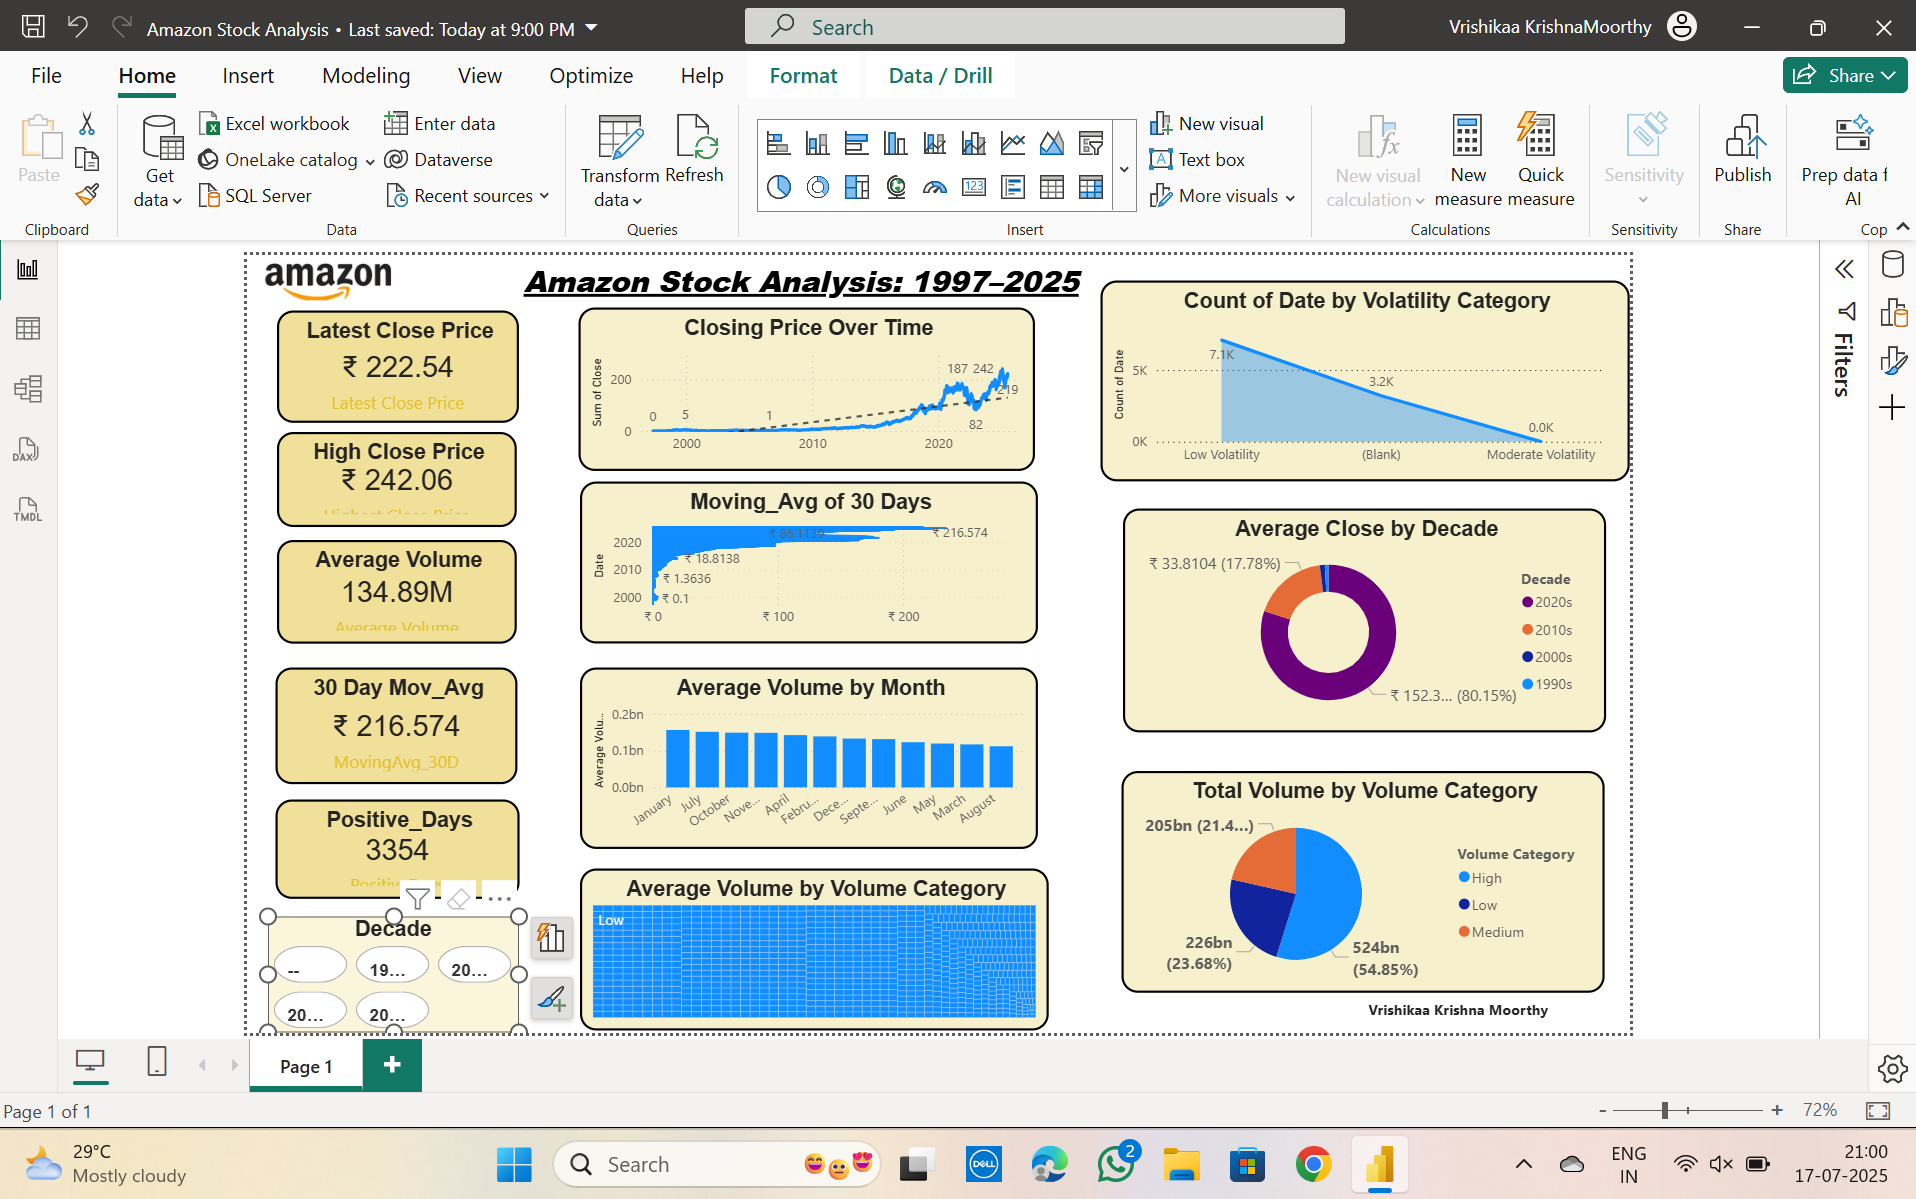 Amazon Stock Analysis • Last saved: Today at 9:00 PM
Search
Vrishikaa KrishnaMoorthy
File
Home
Insert
Modeling
View
Optimize
Help
Format
Data / Drill
Share
Paste
Clipboard
Get data
Excel workbook
OneLake catalog
SQL Server
Enter data
Dataverse
Recent sources
Data
Transform data
Refresh
Queries
123
New visual
Text box
More visuals
Insert
New visual calculation
New measure
Quick measure
Calculations
Sensitivity
Sensitivity
Publish
Share
Prep data f
AI
Cop
DAX
TMDL
amazon
Amazon Stock Analysis: 1997–2025
Latest Close Price
₹ 222.54
Latest Close Price
High Close Price
₹ 242.06
Highest Close Price
Average Volume
134.89M
Average Volume
30 Day Mov_Avg
₹ 216.574
MovingAvg_30D
Positive_Days
3354
Decade
--
19...
20...
20...
20...
Closing Price Over Time
Sum of Close
200
0
0
5
1
187
242
219
82
2000
2010
2020
Moving_Avg of 30 Days
Date
2020
2010
2000
₹ 86.1139
₹ 216.574
₹ 18.8138
₹ 1.3636
₹ 0.1
₹ 0
₹ 100
₹ 200
Average Volume by Month
Average Volu...
0.2bn
0.1bn
0.0bn
January
July
October
Nove...
April
Febru...
Dece...
Septe...
June
May
March
August
Average Volume by Volume Category
Low
Count of Date by Volatility Category
Count of Date
5K
0K
7.1K
3.2K
0.0K
Low Volatility
(Blank)
Moderate Volatility
Average Close by Decade
₹ 33.8104 (17.78%)
₹ 152.3... (80.15%)
Decade
2020s
2010s
2000s
1990s
Total Volume by Volume Category
205bn (21.4...)
226bn
(23.68%)
524bn
(54.85%)
Volume Category
High
Low
Medium
Vrishikaa Krishna Moorthy
Filters
Page 1
Page 1 of 1
72%
29°C
Mostly cloudy
Search
DELL
2
ENG
IN
21:00
17-07-2025